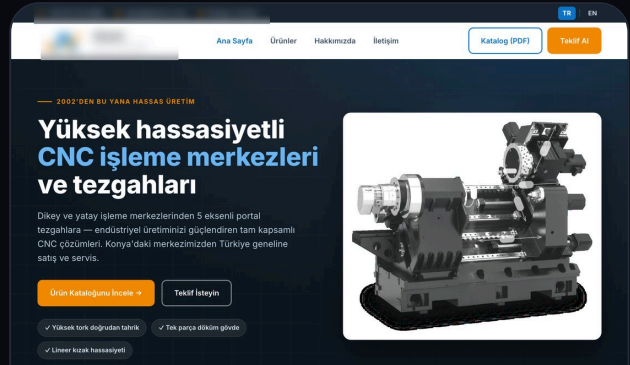 TR
EN
Ana Sayfa
Ürünler
Hakkımızda
İletişim
Katalog (PDF)
Teklif Al
2002'DEN BU YANA HASSAS ÜRETİM
Yüksek hassasiyetli
CNC işleme merkezleri
ve tezgahları
Dikey ve yatay işleme merkezlerinden 5 eksenli portal
tezgahlara — endüstriyel üretiminizi güçlendiren tam kapsamlı
CNC çözümleri. Konya'daki merkezimizden Türkiye geneline
satış ve servis.
Ürün Kataloğunu İncele →
Teklif İsteyin
✓ Yüksek tork doğrudan tahrik
✓ Tek parça döküm gövde
✓ Lineer kızak hassasiyeti